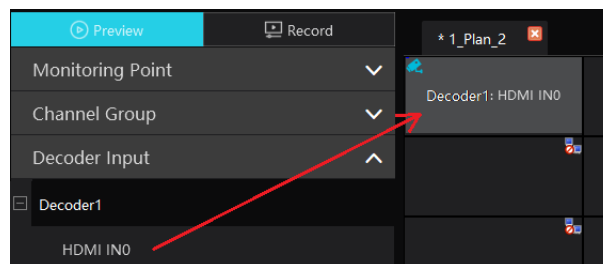 Preview
Record
* 1_Plan_2
Monitoring Point
Channel Group
Decoder1: HDMI IN0
Decoder Input
Decoder1
HDMI IN0